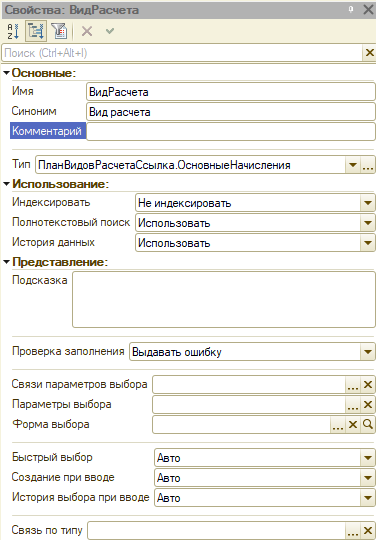 Свойства: ВидРасчета
Поиск (Ctrl+Alt+I)
Основные:
Имя ВидРасчета
Синоним Вид расчета
Комментарий
Тип ПланВидовРасчетаСсылка.ОсновныеНачисления
Использование:
Индексировать Не индексировать
Полнотекстовый поиск Использовать
История данных Использовать
Представление:
Подсказка
Проверка заполнения Выдавать ошибку
Связи параметров выбора
Параметры выбора
Форма выбора
Быстрый выбор Авто
Создание при вводе Авто
История выбора при вводе Авто
Связь по типу